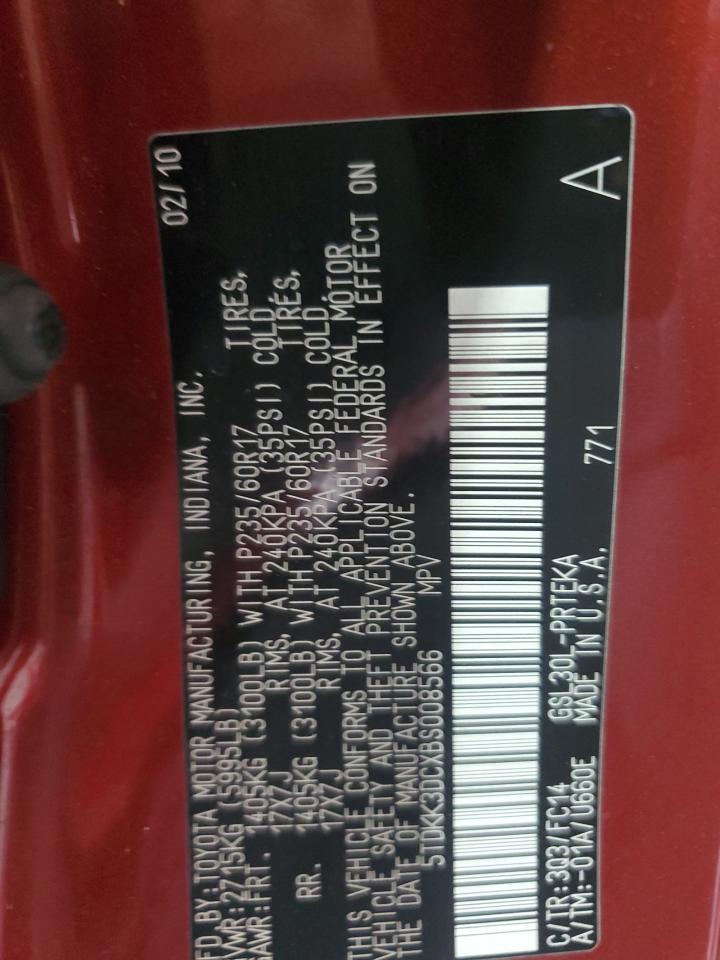 MFD.BY:TOYOTA MOTOR MANUFACTURING, INDIANA, INC. 02/10
GVWR:2715KG (5995LB)
GAWR:FRT. 1405KG (3100LB) WITH P235/60R17 TIRES,
17X7J RIMS, AT 240KPA (35PSI) COLD.
RR. 1405KG (3100LB) WITH P235/60R17 TIRES,
17X7J RIMS, AT 240KPA (35PSI) COLD.
THIS VEHICLE CONFORMS TO ALL APPLICABLE FEDERAL MOTOR
VEHICLE SAFETY AND THEFT PREVENTION STANDARDS IN EFFECT ON
THE DATE OF MANUFACTURE SHOWN ABOVE.
5TDKK3DCXBS008566 MPV
C/TR:3Q3/FC14 GSL30L-PRTEKA
A/TM:-01A/U660E MADE IN U.S.A. 771 A